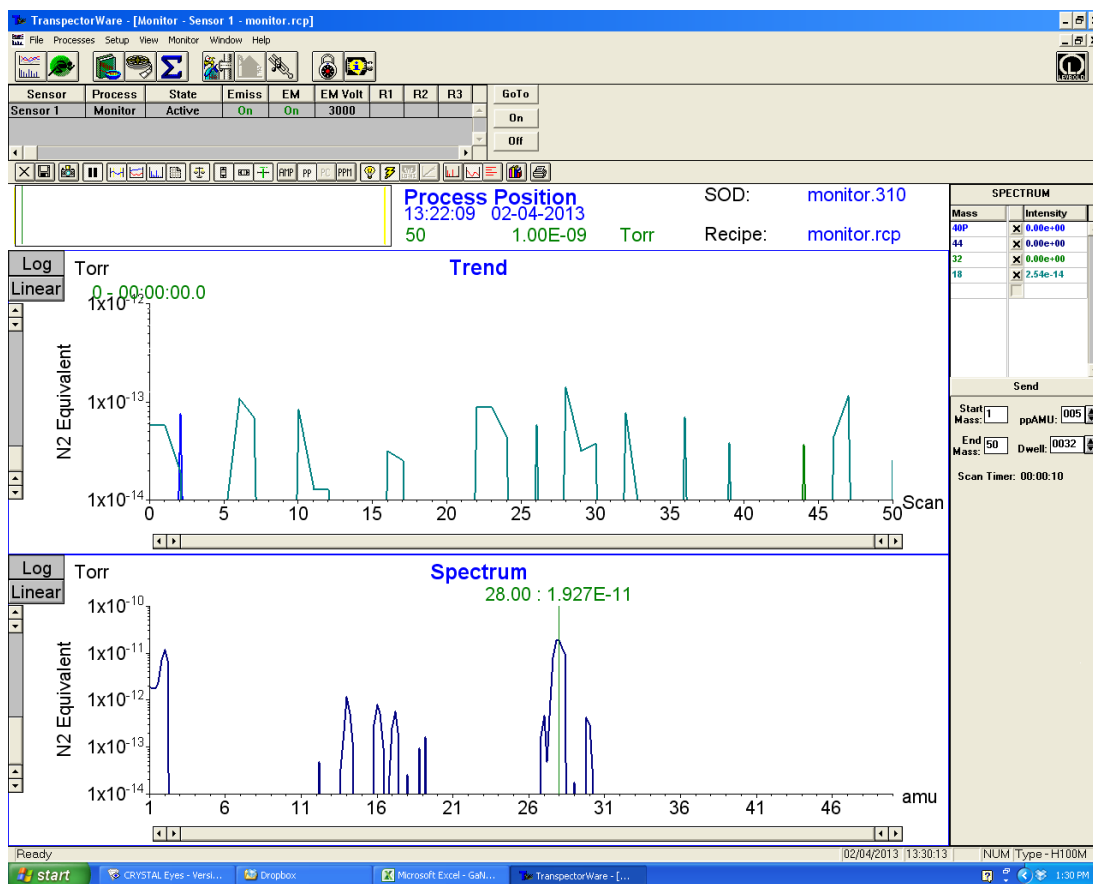 TranspectorWare - [Monitor - Sensor 1 - monitor.rcp]
File Processes Setup View Monitor Window Help
LEYBOLD
Sensor Process State Emiss EM EM Volt R1 R2 R3
Sensor 1 Monitor Active On On 3000
GoTo
On
Off
AMP PP PC PPM
Process Position
13:22:09 02-04-2013
50 1.00E-09 Torr
SOD: monitor.310
Recipe: monitor.rcp
SPECTRUM
Mass Intensity
40P 0.00e+00
44 0.00e+00
32 0.00e+00
18 2.54e-14
Send
Start Mass: 1 ppAMU: 005
End Mass: 50 Dwell: 0032
Scan Timer: 00:00:10
Log
Linear
Torr
Trend
0 - 00:00:00.0
N2 Equivalent
1x10-12
1x10-13
1x10-14
0 5 10 15 20 25 30 35 40 45 50 Scan
Log
Linear
Torr
Spectrum
28.00 : 1.927E-11
N2 Equivalent
1x10-10
1x10-11
1x10-12
1x10-13
1x10-14
1 6 11 16 21 26 31 36 41 46 amu
Ready
02/04/2013 13:30:13 NUM Type - H100M
start
CRYSTAL Eyes - Versi...
Dropbox
Microsoft Excel - GaN...
TranspectorWare - [...
1:30 PM